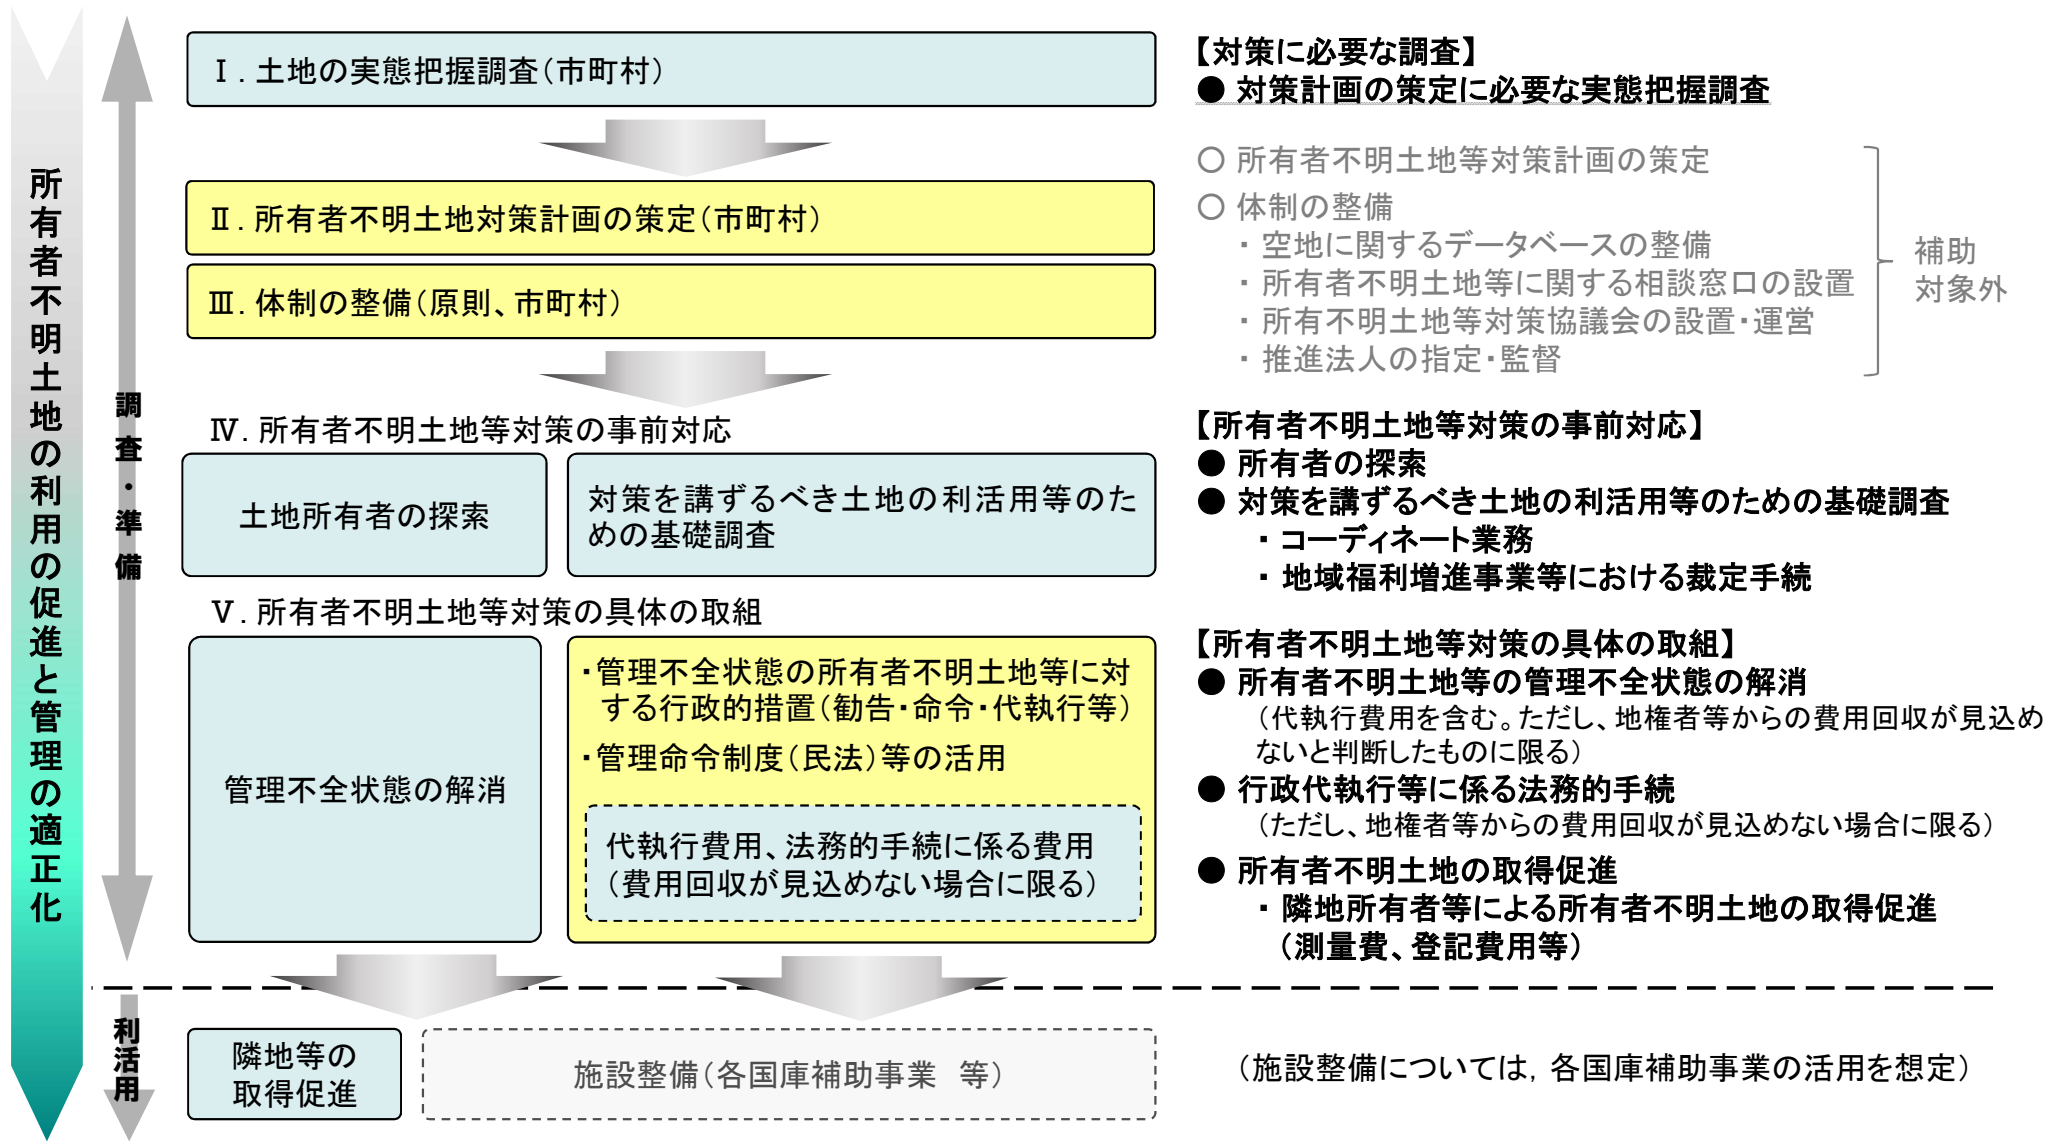 所有者不明土地の利用の促進と管理の適正化
調査・準備
Ⅰ．土地の実態把握調査（市町村）
Ⅱ．所有者不明土地対策計画の策定（市町村）
Ⅲ．体制の整備（原則、市町村）
Ⅳ．所有者不明土地等対策の事前対応
土地所有者の探索
対策を講ずるべき土地の利活用等のた
めの基礎調査
Ⅴ．所有者不明土地等対策の具体の取組
管理不全状態の解消
・管理不全状態の所有者不明土地等に対
する行政的措置（勧告・命令・代執行等）
・管理命令制度（民法）等の活用
代執行費用、法務的手続に係る費用
（費用回収が見込めない場合に限る）
【対策に必要な調査】
● 対策計画の策定に必要な実態把握調査
○ 所有者不明土地等対策計画の策定
○ 体制の整備
・ 空地に関するデータベースの整備
・ 所有者不明土地等に関する相談窓口の設置
・ 所有不明土地等対策協議会の設置・運営
・ 推進法人の指定・監督
補助
対象外
【所有者不明土地等対策の事前対応】
● 所有者の探索
● 対策を講ずるべき土地の利活用等のための基礎調査
・ コーディネート業務
・ 地域福利増進事業等における裁定手続
【所有者不明土地等対策の具体の取組】
● 所有者不明土地等の管理不全状態の解消
（代執行費用を含む。ただし、地権者等からの費用回収が見込め
ないと判断したものに限る）
● 行政代執行等に係る法務的手続
（ただし、地権者等からの費用回収が見込めない場合に限る）
● 所有者不明土地の取得促進
・ 隣地所有者等による所有者不明土地の取得促進
（測量費、登記費用等）
利活用
隣地等の
取得促進
施設整備（各国庫補助事業　等）
（施設整備については，各国庫補助事業の活用を想定）